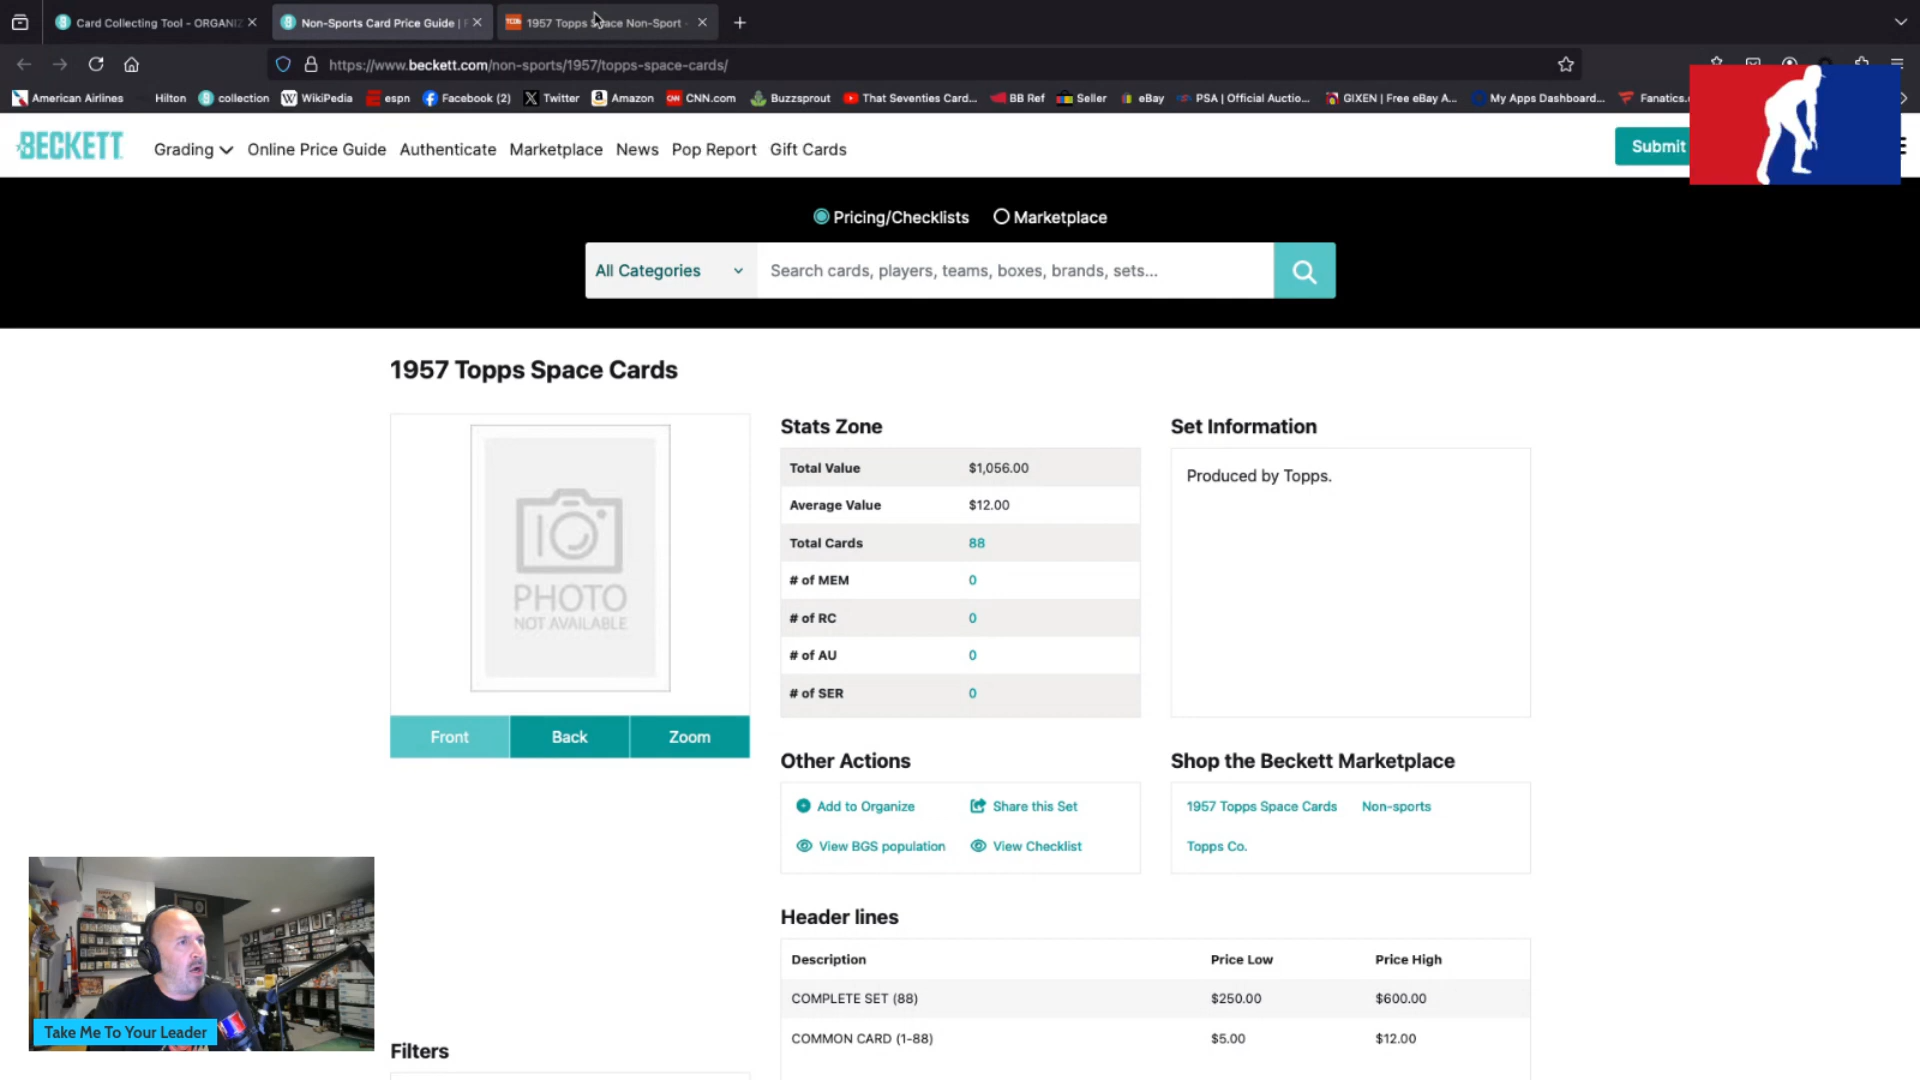 Card Collecting Tool - ORGANIZ
Non-Sports Card Price Guide | F
1957 Topps Space Non-Sport -
https://www.beckett.com/non-sports/1957/topps-space-cards/
American Airlines
Hilton
collection
WikiPedia
espn
Facebook (2)
Twitter
Amazon
CNN.com
Buzzsprout
That Seventies Card...
BB Ref
Seller
eBay
PSA | Official Auctio...
GIXEN | Free eBay A...
My Apps Dashboard...
Fanatics.
BECKETT
Grading
Online Price Guide
Authenticate
Marketplace
News
Pop Report
Gift Cards
Submit
Pricing/Checklists
Marketplace
All Categories
Search cards, players, teams, boxes, brands, sets...
1957 Topps Space Cards
PHOTO
NOT AVAILABLE
Front
Back
Zoom
Stats Zone
Total Value $1,056.00
Average Value $12.00
Total Cards 88
# of MEM 0
# of RC 0
# of AU 0
# of SER 0
Set Information
Produced by Topps.
Other Actions
Add to Organize
Share this Set
View BGS population
View Checklist
Shop the Beckett Marketplace
1957 Topps Space Cards
Non-sports
Topps Co.
Header lines
Description Price Low Price High
COMPLETE SET (88) $250.00 $600.00
COMMON CARD (1-88) $5.00 $12.00
Take Me To Your Leader
Filters